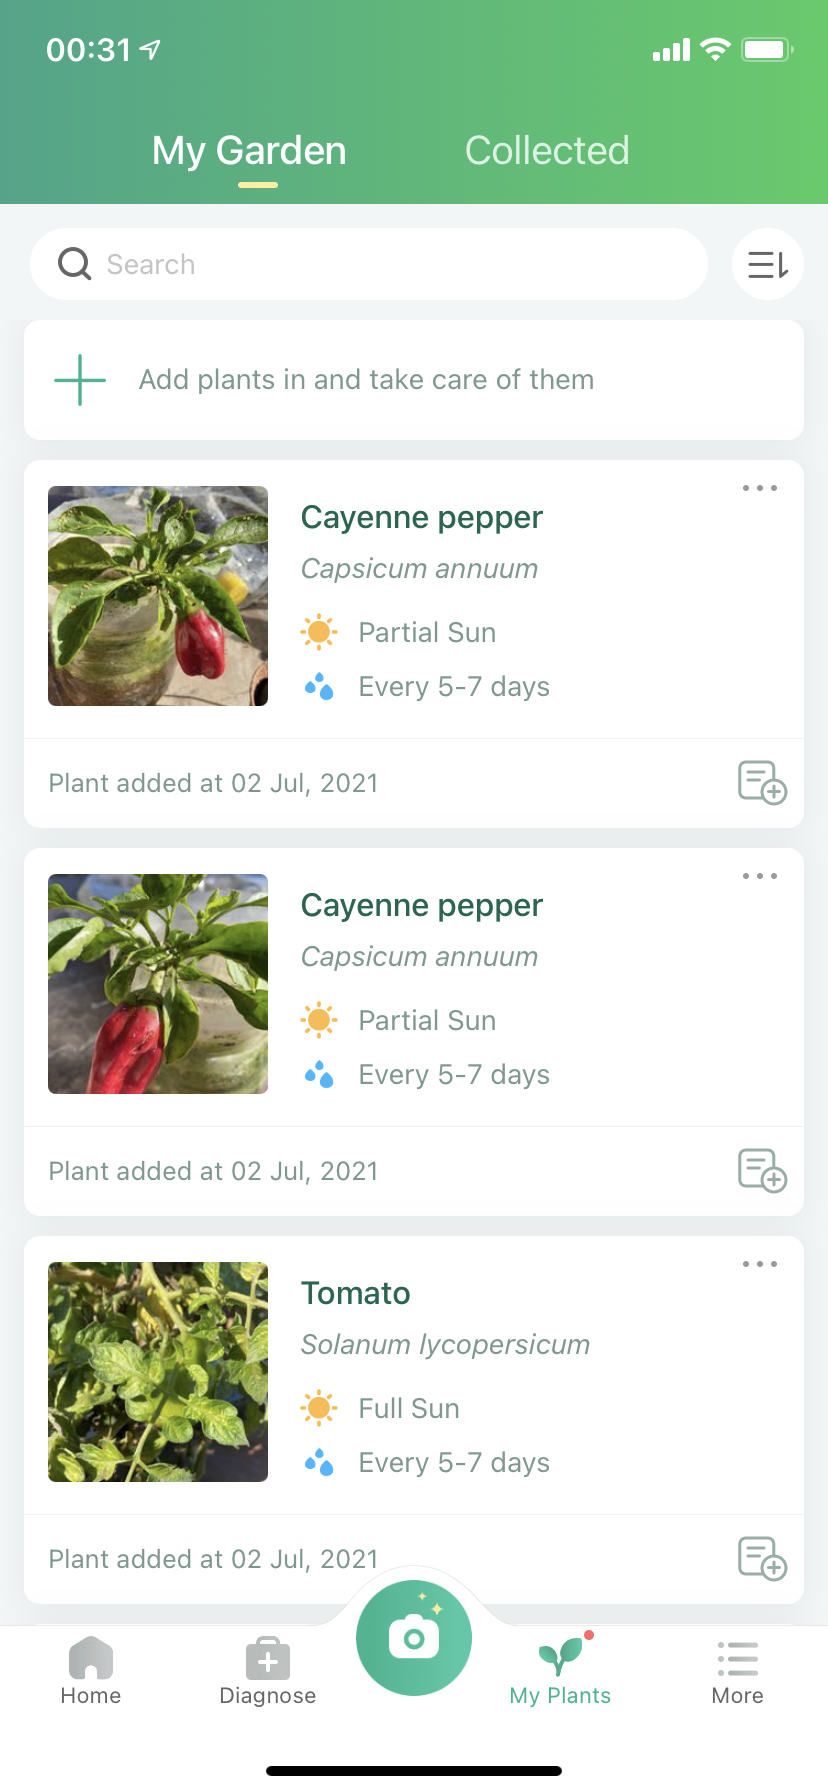 00:31
My Garden
Collected
Search
Add plants in and take care of them
Cayenne pepper
Capsicum annuum
Partial Sun
Every 5-7 days
Plant added at 02 Jul, 2021
Cayenne pepper
Capsicum annuum
Partial Sun
Every 5-7 days
Plant added at 02 Jul, 2021
Tomato
Solanum lycopersicum
Full Sun
Every 5-7 days
Plant added at 02 Jul, 2021
Home
Diagnose
My Plants
More